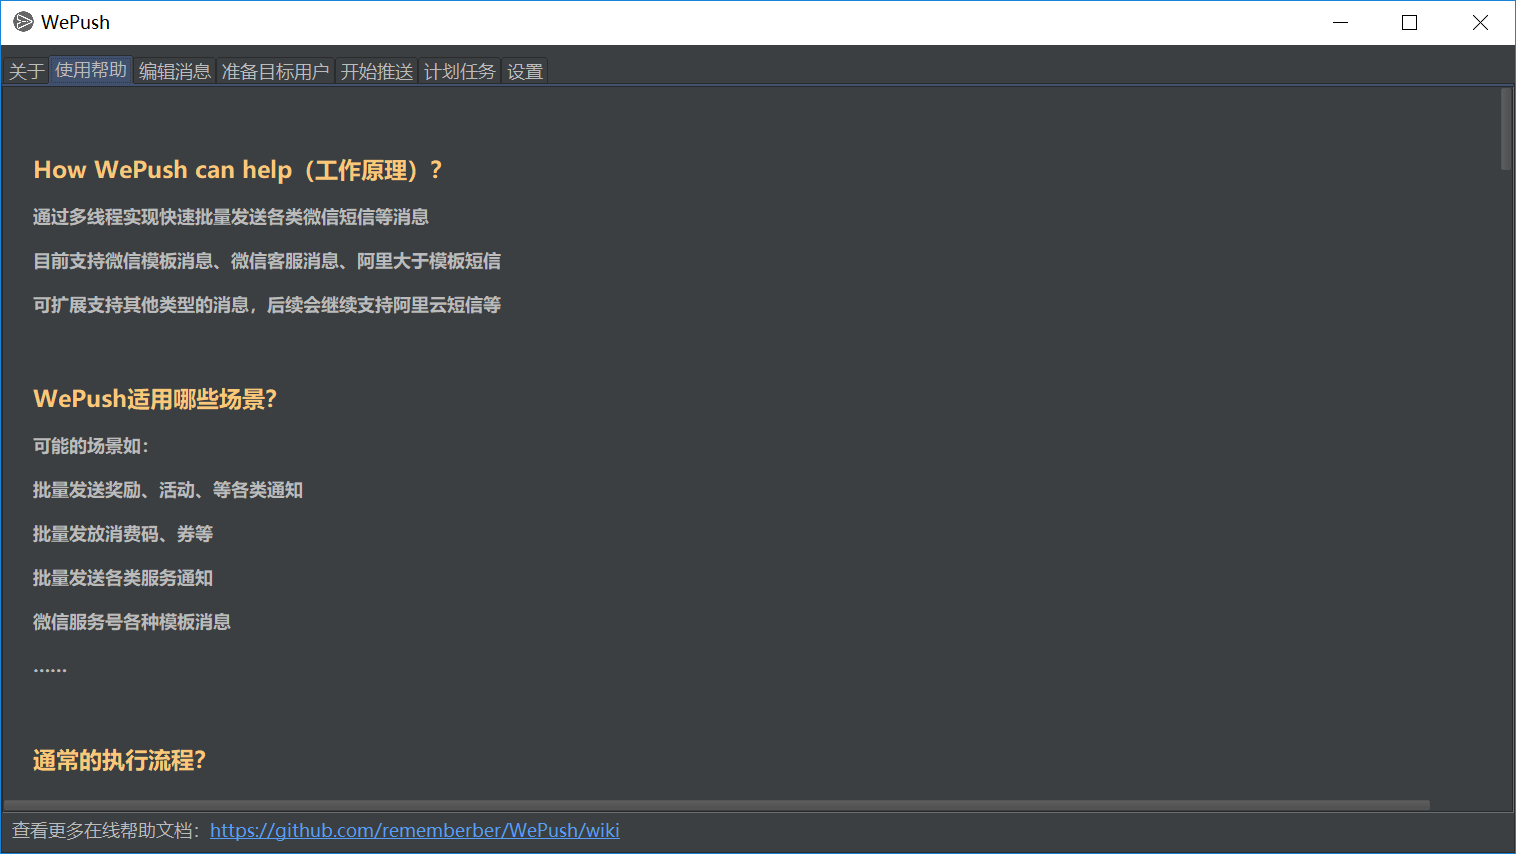 WePush
关于 使用帮助 编辑消息 准备目标用户 开始推送 计划任务 设置
How WePush can help（工作原理）?
通过多线程实现快速批量发送各类微信短信等消息
目前支持微信模板消息、微信客服消息、阿里大于模板短信
可扩展支持其他类型的消息，后续会继续支持阿里云短信等
WePush适用哪些场景?
可能的场景如：
批量发送奖励、活动、等各类通知
批量发放消费码、券等
批量发送各类服务通知
微信服务号各种模板消息
……
通常的执行流程?
查看更多在线帮助文档：https://github.com/rememberber/WePush/wiki